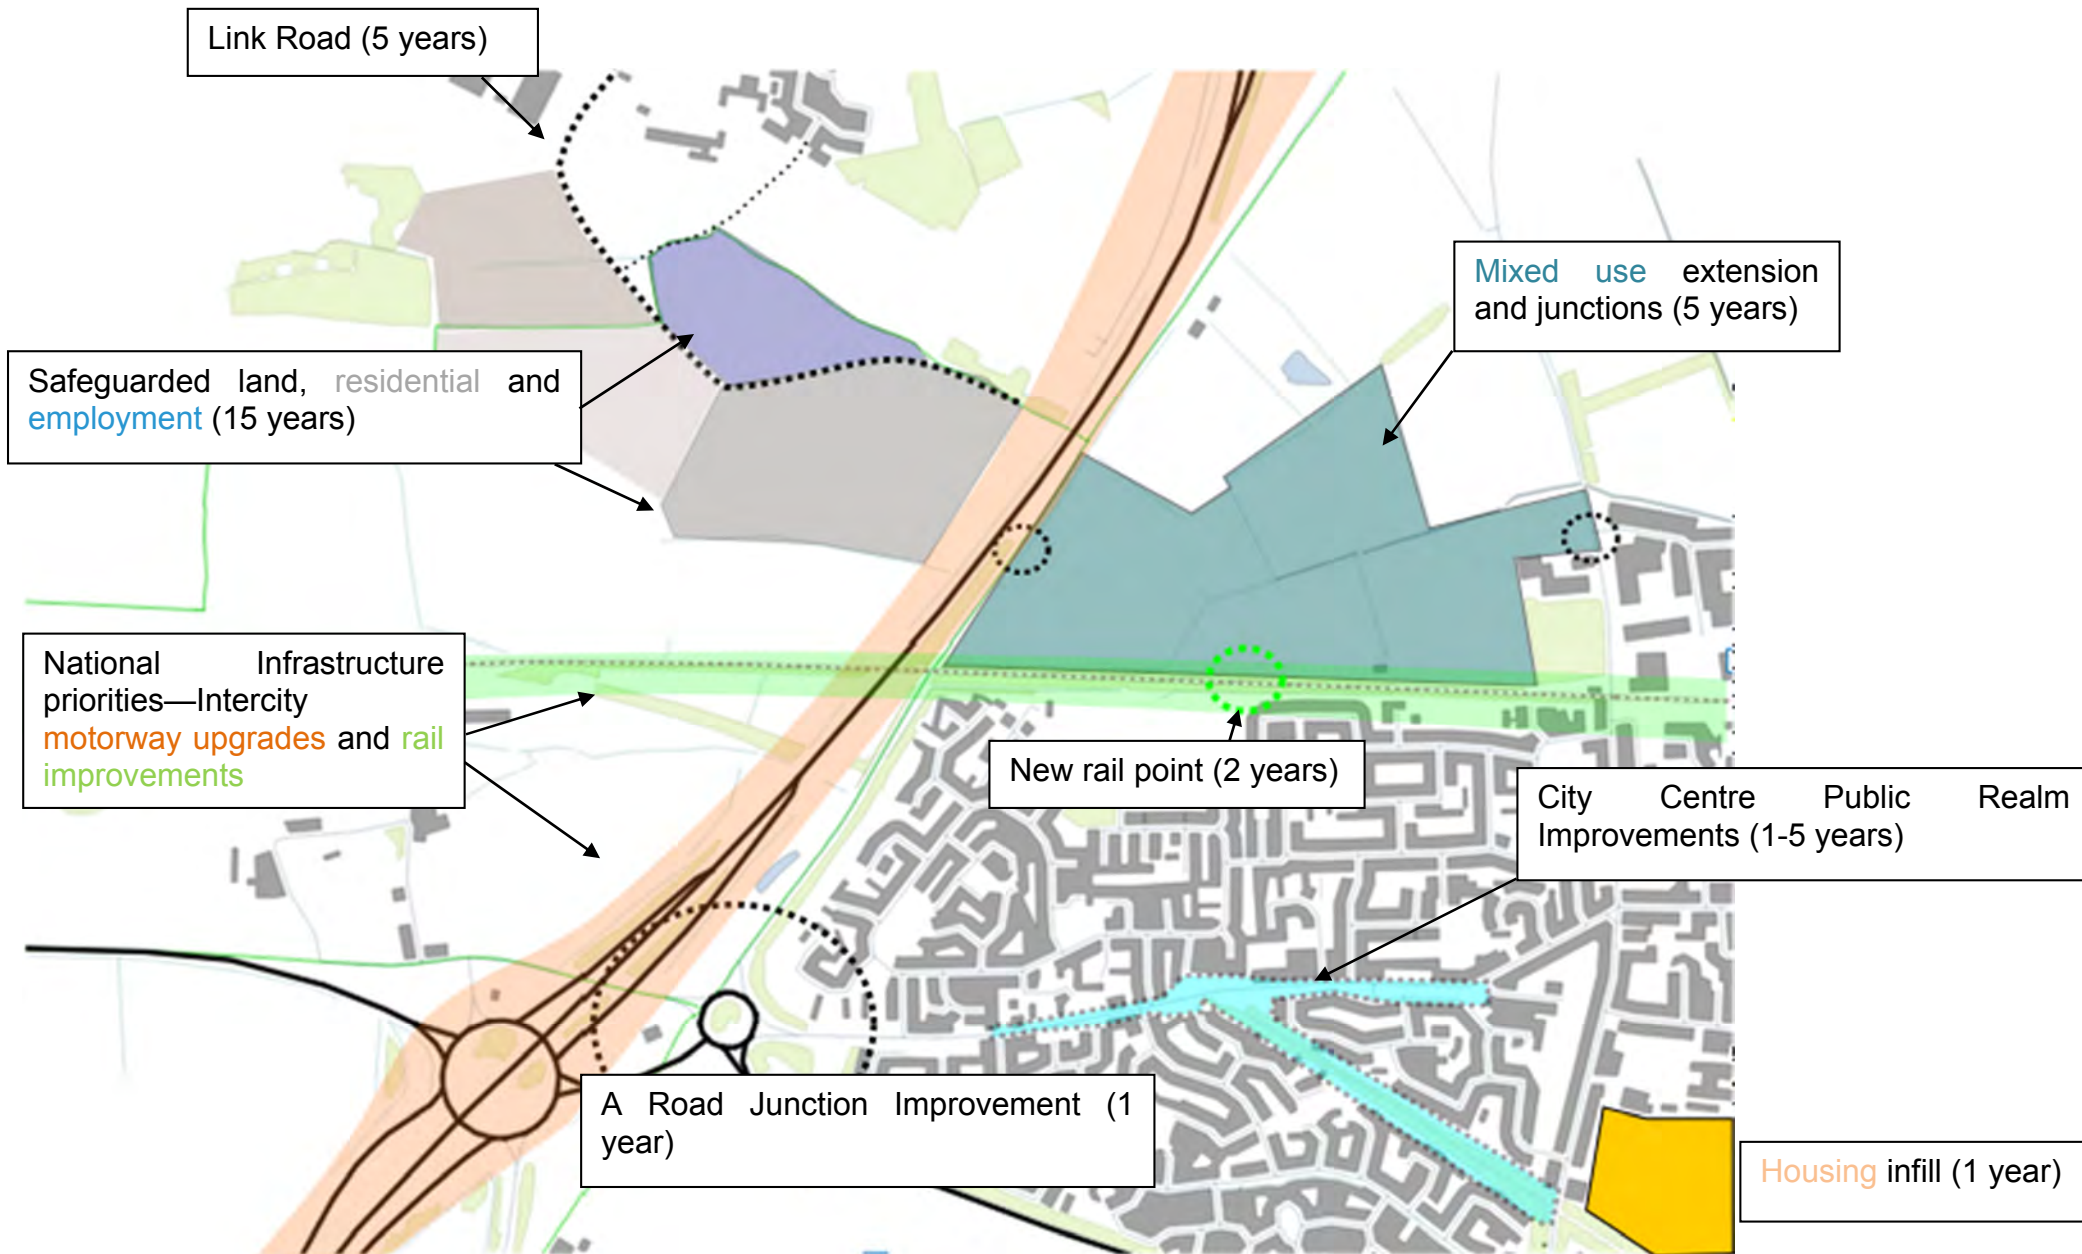 Link Road (5 years)
Mixed use extension
and junctions (5 years)
Safeguarded land, residential and
employment (15 years)
National Infrastructure
priorities—Intercity
motorway upgrades and rail
improvements
New rail point (2 years)
City Centre Public Realm
Improvements (1-5 years)
A Road Junction Improvement (1
year)
Housing infill (1 year)